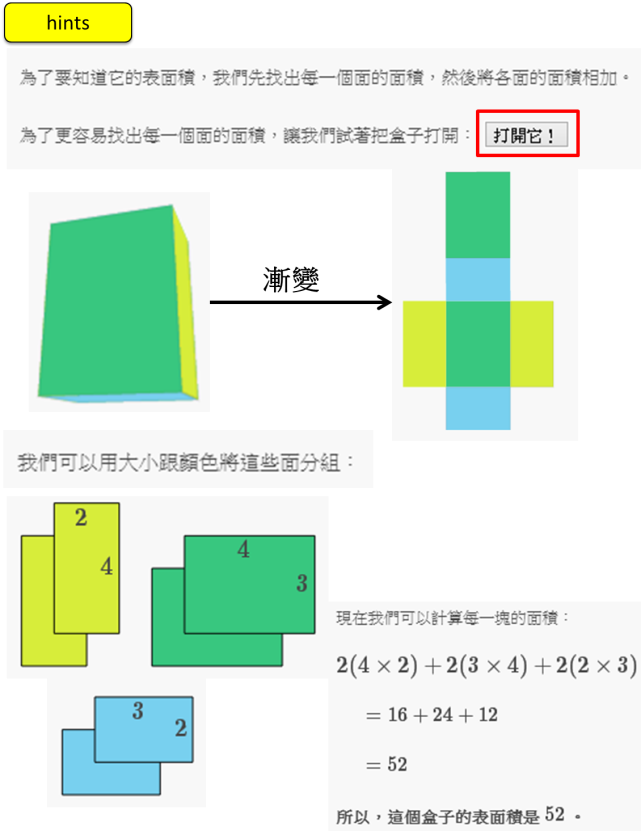 hints
為了要知道它的表面積，我們先找出每一個面的面積，然後將各面的面積相加。
為了更容易找出每一個面的面積，讓我們試著把盒子打開： 打開它！
漸變
我們可以用大小跟顏色將這些面分組：
2
4
4
3
3
2
現在我們可以計算每一塊的面積：
2(4 × 2) + 2(3 × 4) + 2(2 × 3)
= 16 + 24 + 12
= 52
所以，這個盒子的表面積是 52 。